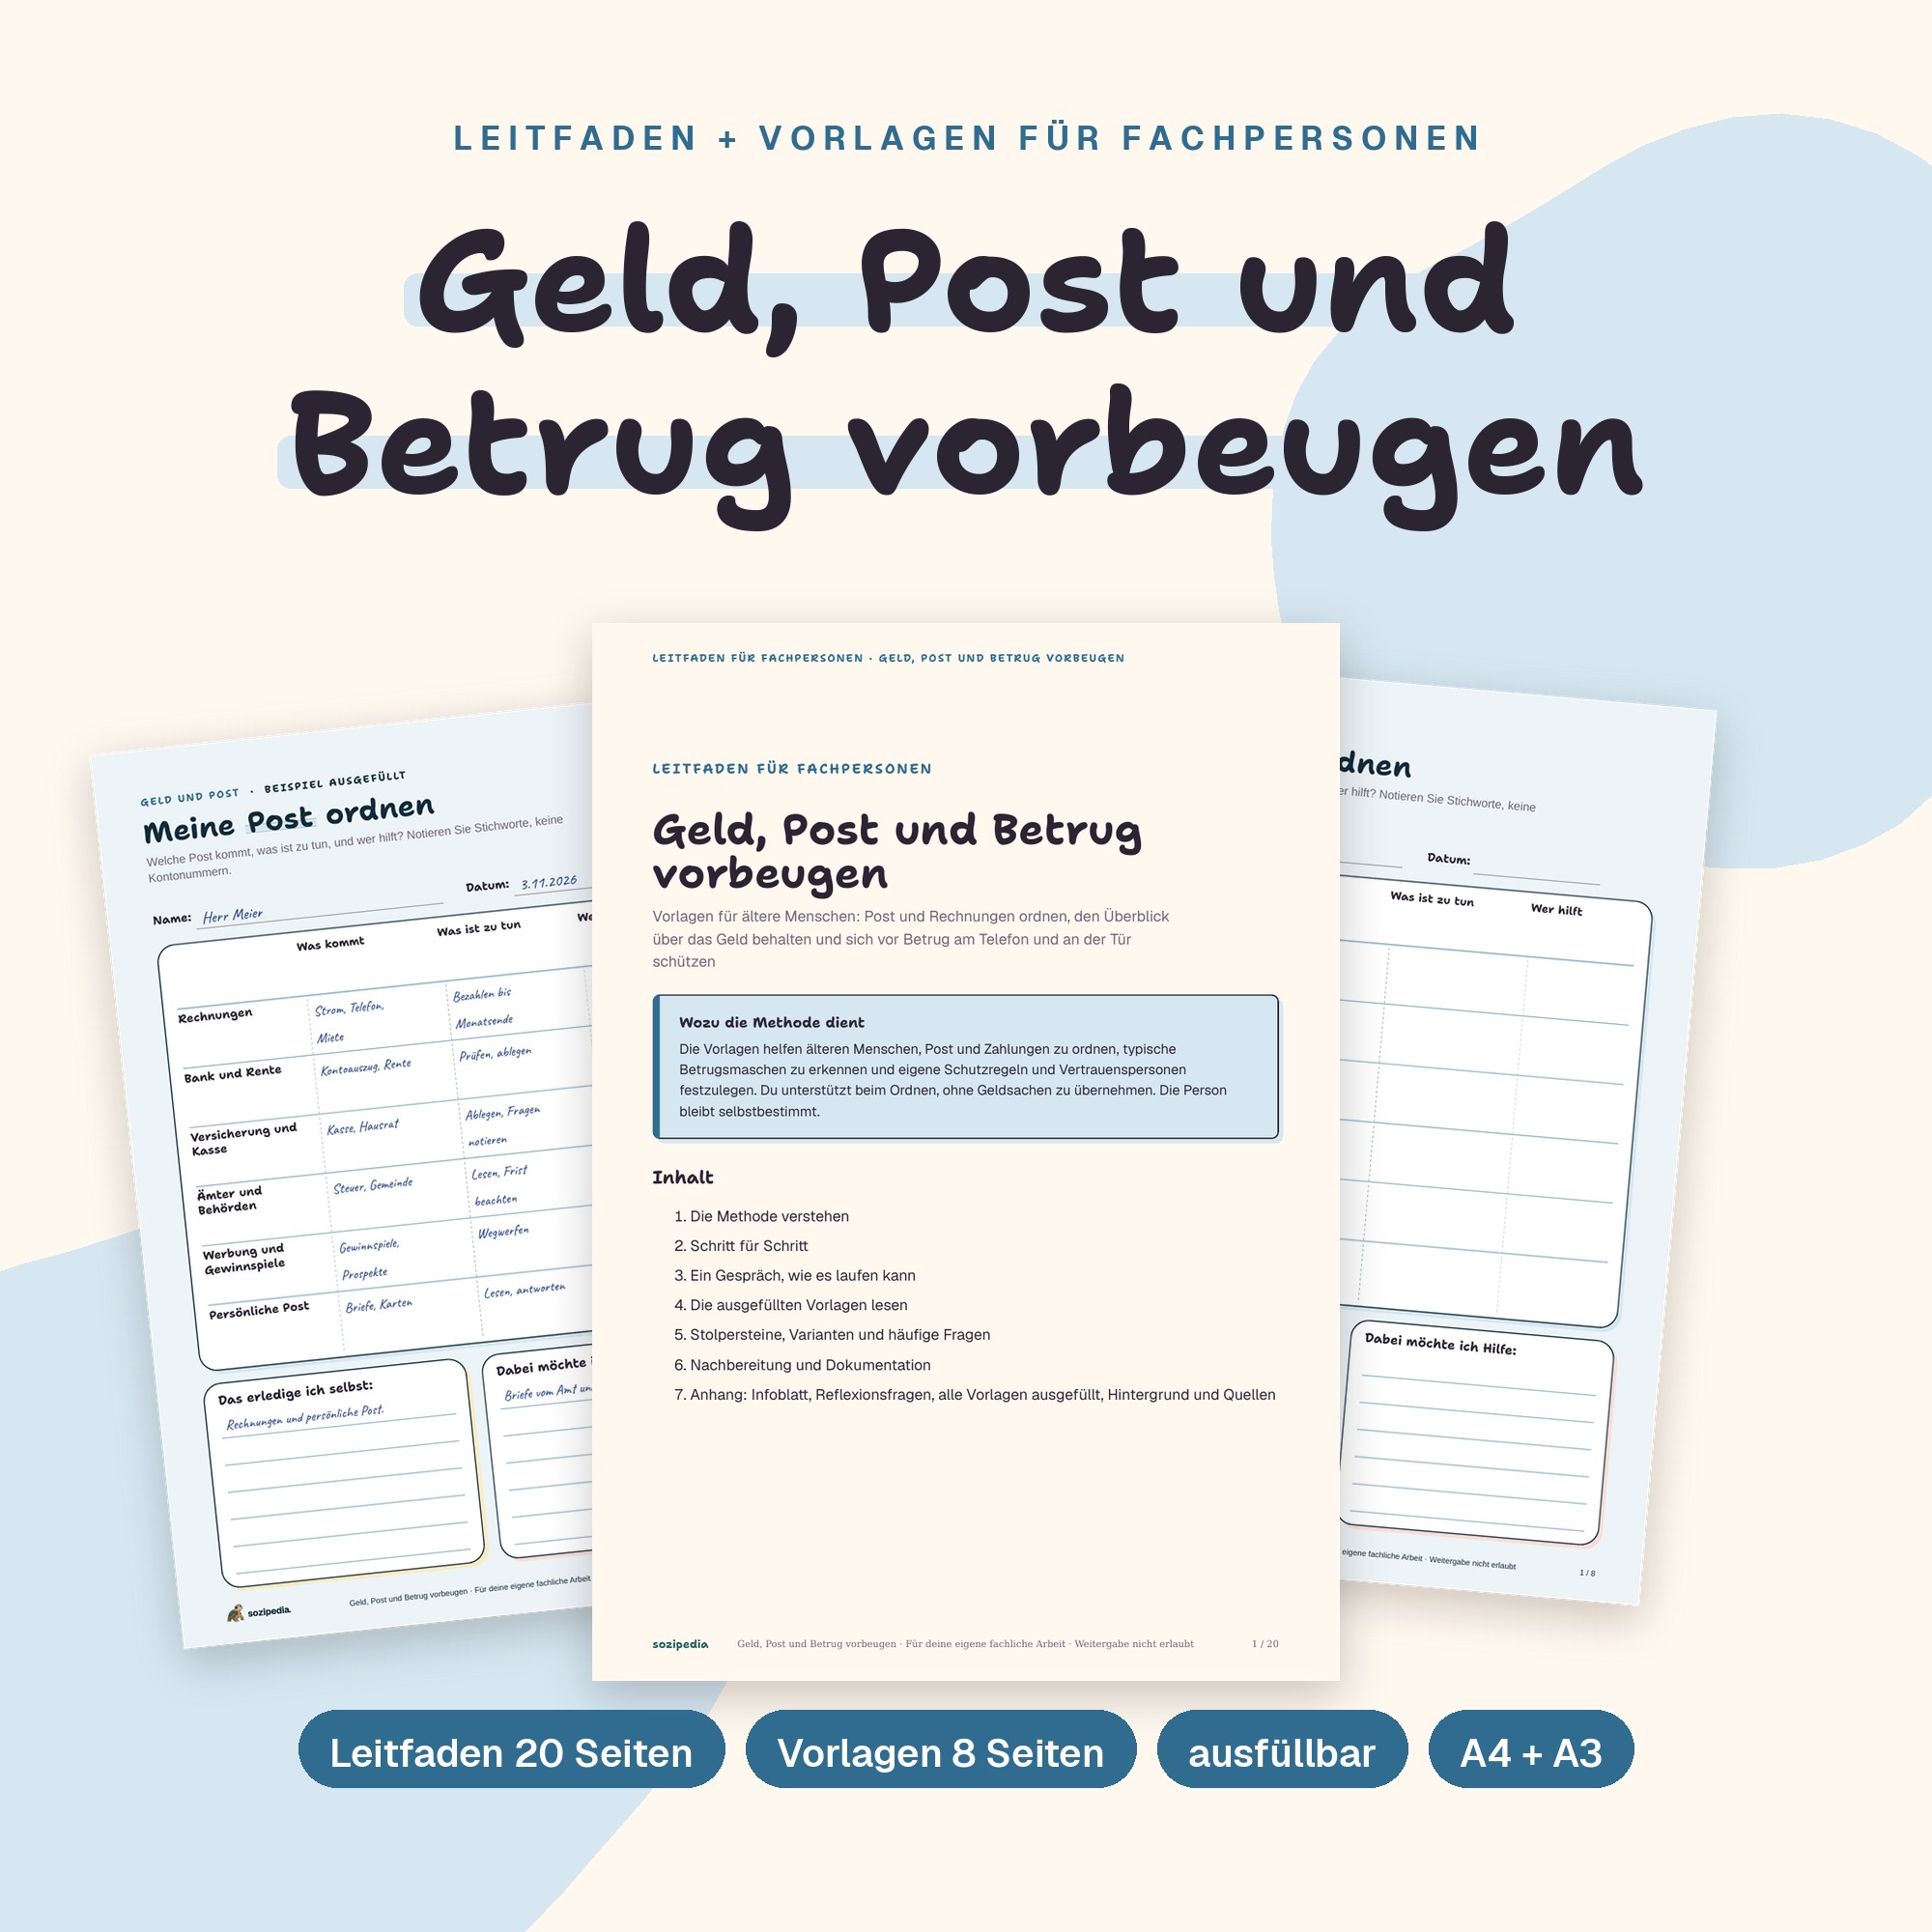 LEITFADEN + VORLAGEN FÜR FACHPERSONEN
Geld, Post und
Betrug vorbeugen
GELD UND POST · BEISPIEL AUSGEFÜLLT
Meine Post ordnen
Welche Post kommt, was ist zu tun, und wer hilft? Notieren Sie Stichworte, keine
Kontonummern.
Name: Herr Meier
Datum: 3.11.2026
Was kommt
Was ist zu tun
Rechnungen
Strom, Telefon,
Miete
Bezahlen bis
Monatsende
Bank und Rente
Kontoauszug, Rente
Prüfen, ablegen
Versicherung und
Kasse
Kasse, Hausrat
Ablegen, Fragen
notieren
Ämter und
Behörden
Steuer, Gemeinde
Lesen, Frist
beachten
Werbung und
Gewinnspiele
Gewinnspiele,
Prospekte
Wegwerfen
Persönliche Post
Briefe, Karten
Lesen, antworten
Das erledige ich selbst:
Rechnungen und persönliche Post.
Dabei möchte
Briefe vom Amt
sozipedia.
Geld, Post und Betrug vorbeugen · Für deine eigene fachliche Arbeit
LEITFADEN FÜR FACHPERSONEN · GELD, POST UND BETRUG VORBEUGEN
LEITFADEN FÜR FACHPERSONEN
Geld, Post und Betrug
vorbeugen
Vorlagen für ältere Menschen: Post und Rechnungen ordnen, den Überblick
über das Geld behalten und sich vor Betrug am Telefon und an der Tür
schützen
Wozu die Methode dient
Die Vorlagen helfen älteren Menschen, Post und Zahlungen zu ordnen, typische
Betrugsmaschen zu erkennen und eigene Schutzregeln und Vertrauenspersonen
festzulegen. Du unterstützt beim Ordnen, ohne Geldsachen zu übernehmen. Die Person
bleibt selbstbestimmt.
Inhalt
1. Die Methode verstehen
2. Schritt für Schritt
3. Ein Gespräch, wie es laufen kann
4. Die ausgefüllten Vorlagen lesen
5. Stolpersteine, Varianten und häufige Fragen
6. Nachbereitung und Dokumentation
7. Anhang: Infoblatt, Reflexionsfragen, alle Vorlagen ausgefüllt, Hintergrund und Quellen
sozipedia
Geld, Post und Betrug vorbeugen · Für deine eigene fachliche Arbeit · Weitergabe nicht erlaubt
1 / 20
hilft? Notieren Sie Stichworte, keine
Datum:
Was ist zu tun
Wer hilft
Dabei möchte ich Hilfe:
eigene fachliche Arbeit · Weitergabe nicht erlaubt
1 / 8
Leitfaden 20 Seiten
Vorlagen 8 Seiten
ausfüllbar
A4 + A3